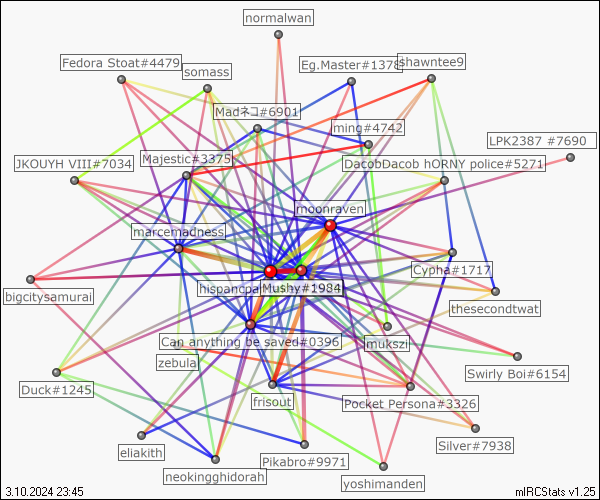 normalwan
Fedora Stoat#4479
somass
Eg.Master#1378
shawntee9
Madネコ#6901
ming#4742
LPK2387 #7690
JKOUYH VIII#7034
Majestic#3375
DacobDacob hORNY police#5271
moonraven
marcemadness
Cypha#1717
bigcitysamurai
hispancpa
Mushy#1984
thesecondtwat
Can anything be saved#0396
mukszi
zebula
Swirly Boi#6154
Duck#1245
frisout
Pocket Persona#3326
eliakith
Silver#7938
neokingghidorah
Pikabro#9971
yoshimanden
3.10.2024 23:45
mIRCStats v1.25